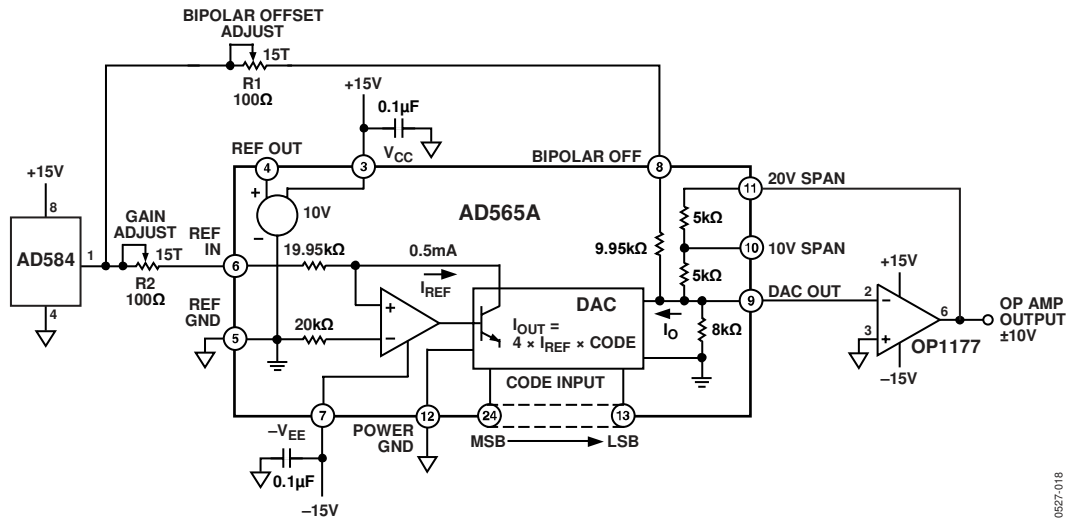 BIPOLAR OFFSET
ADJUST
15T
R1
100Ω
+15V
0.1µF
REF OUT
VCC
BIPOLAR OFF
4
3
8
+15V
8
AD584
1
4
GAIN
ADJUST
15T
R2
100Ω
REF
IN
6
REF
GND
5
+
10V
–
AD565A
19.95kΩ
0.5mA
IREF
20kΩ
+
–
DAC
IOUT =
4 × IREF × CODE
CODE INPUT
9.95kΩ
5kΩ
5kΩ
IO
8kΩ
11
20V SPAN
10
10V SPAN
9
DAC OUT
+15V
2
–
6
3
+
OP1177
–15V
OP AMP
OUTPUT
±10V
7
12
24
13
–VEE
POWER
GND
MSB
LSB
0.1µF
–15V
0527-018